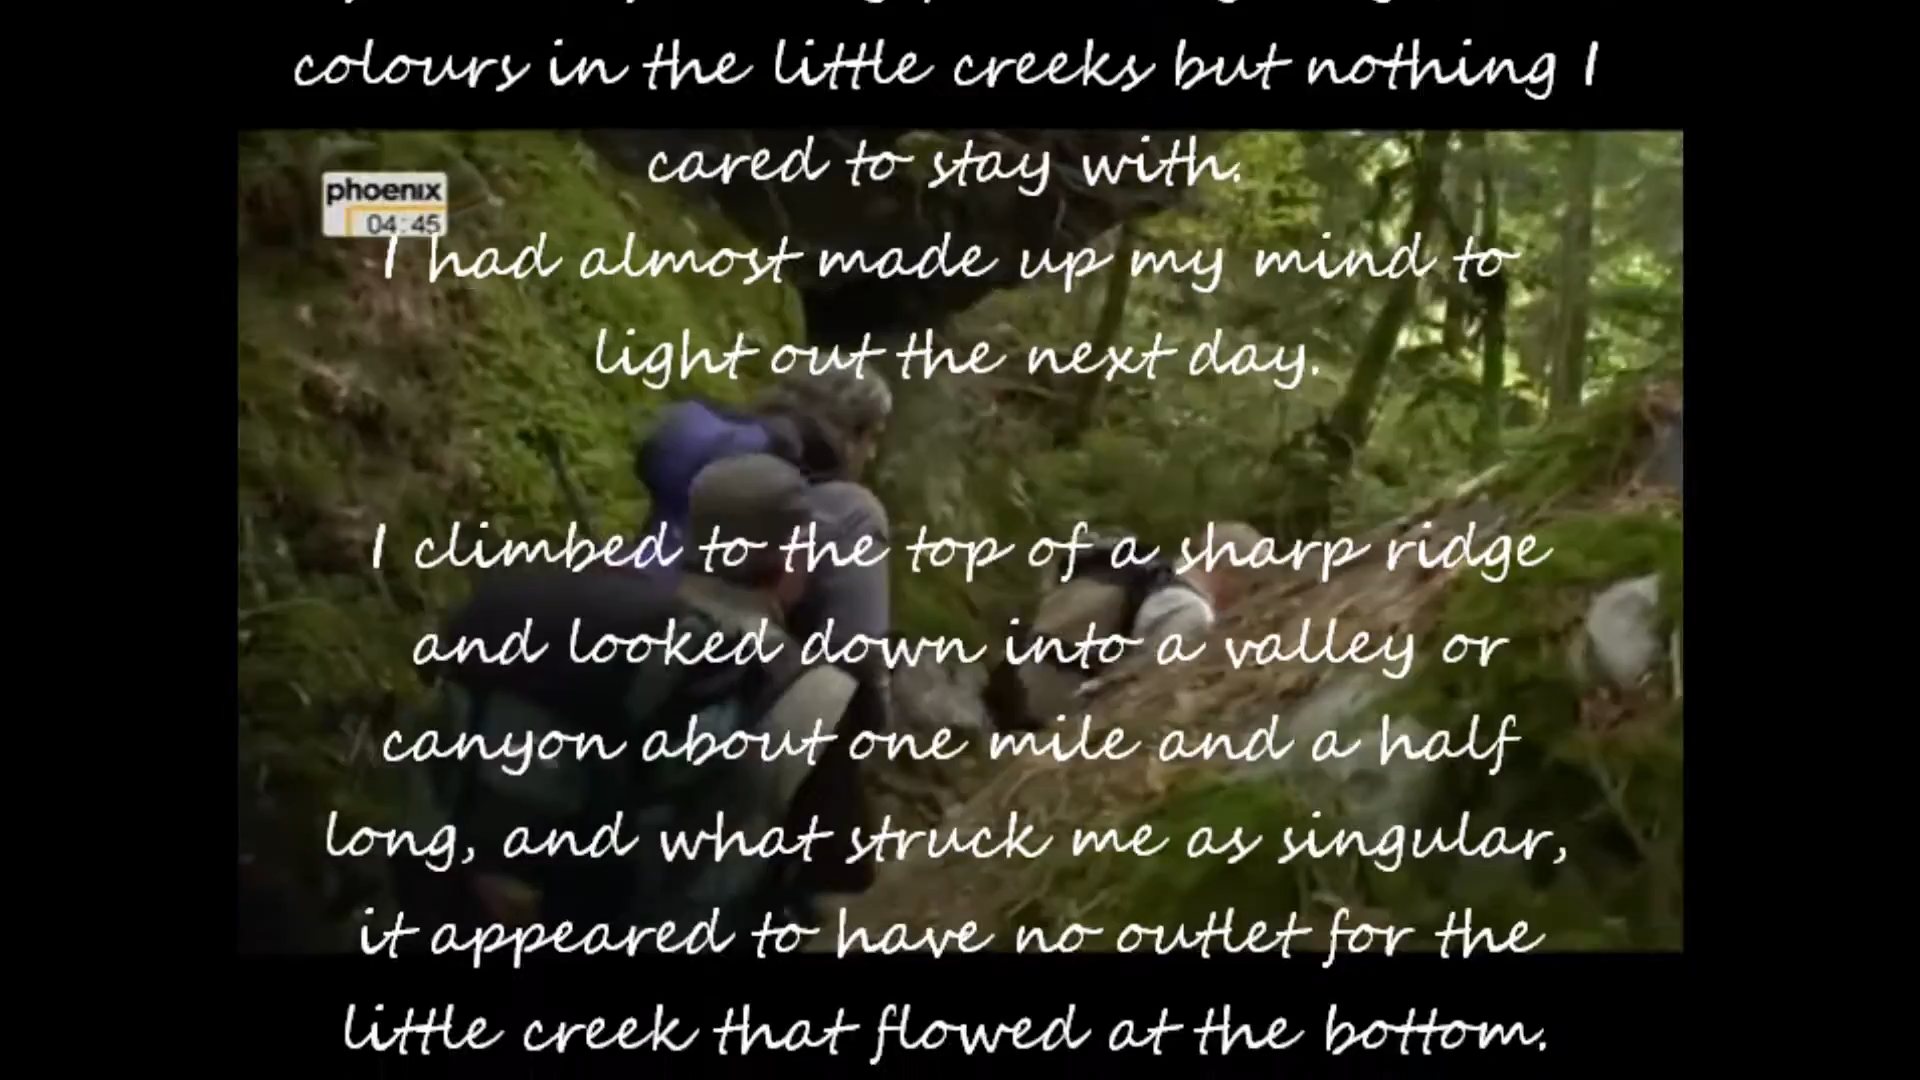 colours in the little creeks but nothing I
cared to stay with.
phoenix
04:45
I had almost made up my mind to
light out the next day.
I climbed to the top of a sharp ridge
and looked down into a valley or
canyon about one mile and a half
long, and what struck me as singular,
it appeared to have no outlet for the
little creek that flowed at the bottom.